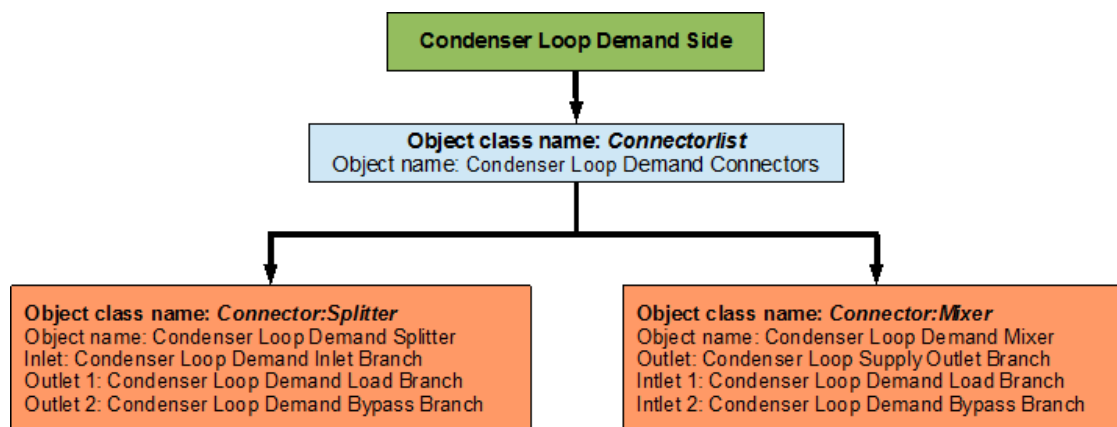 Condenser Loop Demand Side
Object class name: Connectorlist
Object name: Condenser Loop Demand Connectors
Object class name: Connector:Splitter
Object name: Condenser Loop Demand Splitter
Inlet: Condenser Loop Demand Inlet Branch
Outlet 1: Condenser Loop Demand Load Branch
Outlet 2: Condenser Loop Demand Bypass Branch
Object class name: Connector:Mixer
Object name: Condenser Loop Demand Mixer
Outlet: Condenser Loop Supply Outlet Branch
Intlet 1: Condenser Loop Demand Load Branch
Intlet 2: Condenser Loop Demand Bypass Branch